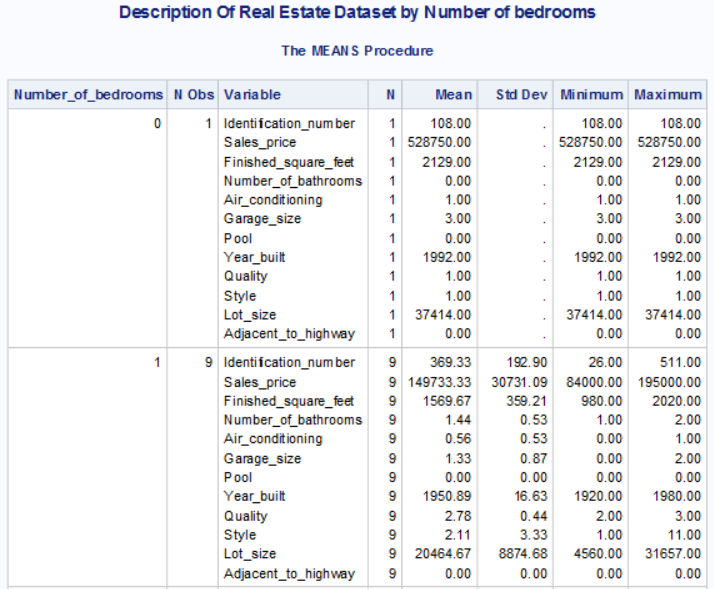 Description Of Real Estate Dataset by Number of bedrooms
The MEANS Procedure
Number_of_bedrooms N Obs Variable N Mean Std Dev Minimum Maximum
0 1 Identification_number 1 108.00 . 108.00 108.00
Sales_price 1 528750.00 . 528750.00 528750.00
Finished_square_feet 1 2129.00 . 2129.00 2129.00
Number_of_bathrooms 1 0.00 . 0.00 0.00
Air_conditioning 1 1.00 . 1.00 1.00
Garage_size 1 3.00 . 3.00 3.00
Pool 1 0.00 . 0.00 0.00
Year_built 1 1992.00 . 1992.00 1992.00
Quality 1 1.00 . 1.00 1.00
Style 1 1.00 . 1.00 1.00
Lot_size 1 37414.00 . 37414.00 37414.00
Adjacent_to_highway 1 0.00 . 0.00 0.00
1 9 Identification_number 9 369.33 192.90 26.00 511.00
Sales_price 9 149733.33 30731.09 84000.00 195000.00
Finished_square_feet 9 1569.67 359.21 980.00 2020.00
Number_of_bathrooms 9 1.44 0.53 1.00 2.00
Air_conditioning 9 0.56 0.53 0.00 1.00
Garage_size 9 1.33 0.87 0.00 2.00
Pool 9 0.00 0.00 0.00 0.00
Year_built 9 1950.89 16.63 1920.00 1980.00
Quality 9 2.78 0.44 2.00 3.00
Style 9 2.11 3.33 1.00 11.00
Lot_size 9 20464.67 8874.68 4560.00 31657.00
Adjacent_to_highway 9 0.00 0.00 0.00 0.00